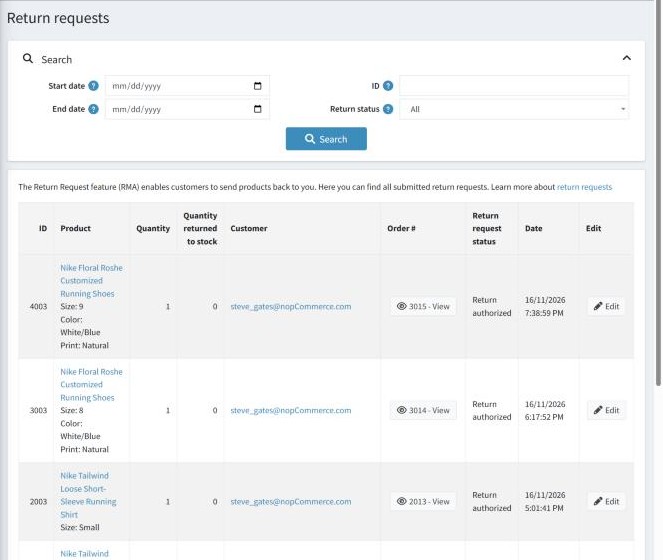 Return requests
Search
Start date ? mm/dd/yyyy ID ?
End date ? mm/dd/yyyy Return status ? All
Search
The Return Request feature (RMA) enables customers to send products back to you. Here you can find all submitted return requests. Learn more about return requests
ID Product Quantity Quantity returned to stock Customer Order # Return request status Date Edit
4003
Nike Floral Roshe
Customized
Running Shoes
Size: 9
Color:
White/Blue
Print: Natural
1 0 steve_gates@nopCommerce.com 3015 - View
Return
authorized
16/11/2026
7:38:59 PM
Edit
3003
Nike Floral Roshe
Customized
Running Shoes
Size: 8
Color:
White/Blue
Print: Natural
1 0 steve_gates@nopCommerce.com 3014 - View
Return
authorized
16/11/2026
6:17:52 PM
Edit
2003
Nike Tailwind
Loose Short-
Sleeve Running
Shirt
Size: Small
1 0 steve_gates@nopCommerce.com 2013 - View
Return
authorized
16/11/2026
5:01:41 PM
Edit
Nike Tailwind